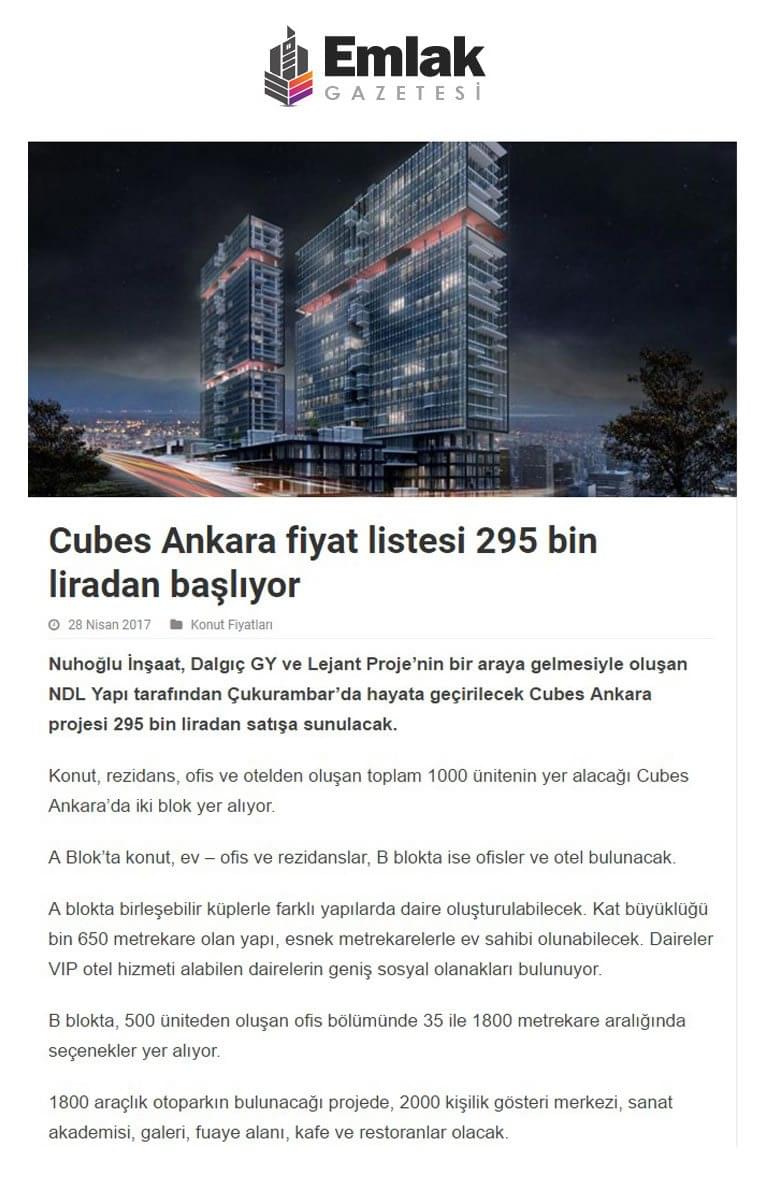 Emlak
GAZETESİ
Cubes Ankara fiyat listesi 295 bin
liradan başlıyor
28 Nisan 2017 Konut Fiyatları
Nuhoğlu İnşaat, Dalgıç GY ve Lejant Proje’nin bir araya gelmesiyle oluşan
NDL Yapı tarafından Çukurambar’da hayata geçirilecek Cubes Ankara
projesi 295 bin liradan satışa sunulacak.
Konut, rezidans, ofis ve otelden oluşan toplam 1000 ünitenin yer alacağı Cubes
Ankara’da iki blok yer alıyor.
A Blok’ta konut, ev – ofis ve rezidanslar, B blokta ise ofisler ve otel bulunacak.
A blokta birleşebilir küplerle farklı yapılarda daire oluşturulabilecek. Kat büyüklüğü
bin 650 metrekare olan yapı, esnek metrekarelerle ev sahibi olunabilecek. Daireler
VIP otel hizmeti alabilen dairelerin geniş sosyal olanakları bulunuyor.
B blokta, 500 üniteden oluşan ofis bölümünde 35 ile 1800 metrekare aralığında
seçenekler yer alıyor.
1800 araçlık otoparkın bulunacağı projede, 2000 kişilik gösteri merkezi, sanat
akademisi, galeri, fuaye alanı, kafe ve restoranlar olacak.